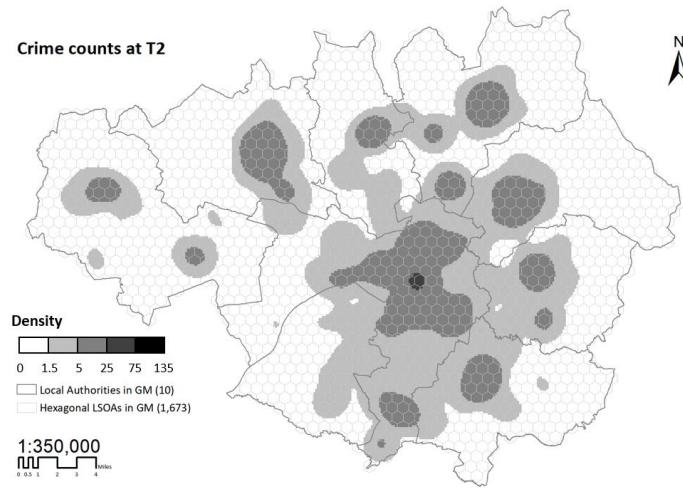 Crime counts at T2
N
Density
0 1.5 5 25 75 135
Local Authorities in GM (10)
Hexagonal LSOAs in GM (1,673)
1:350,000
0 0.5 1 2 3 4 Miles